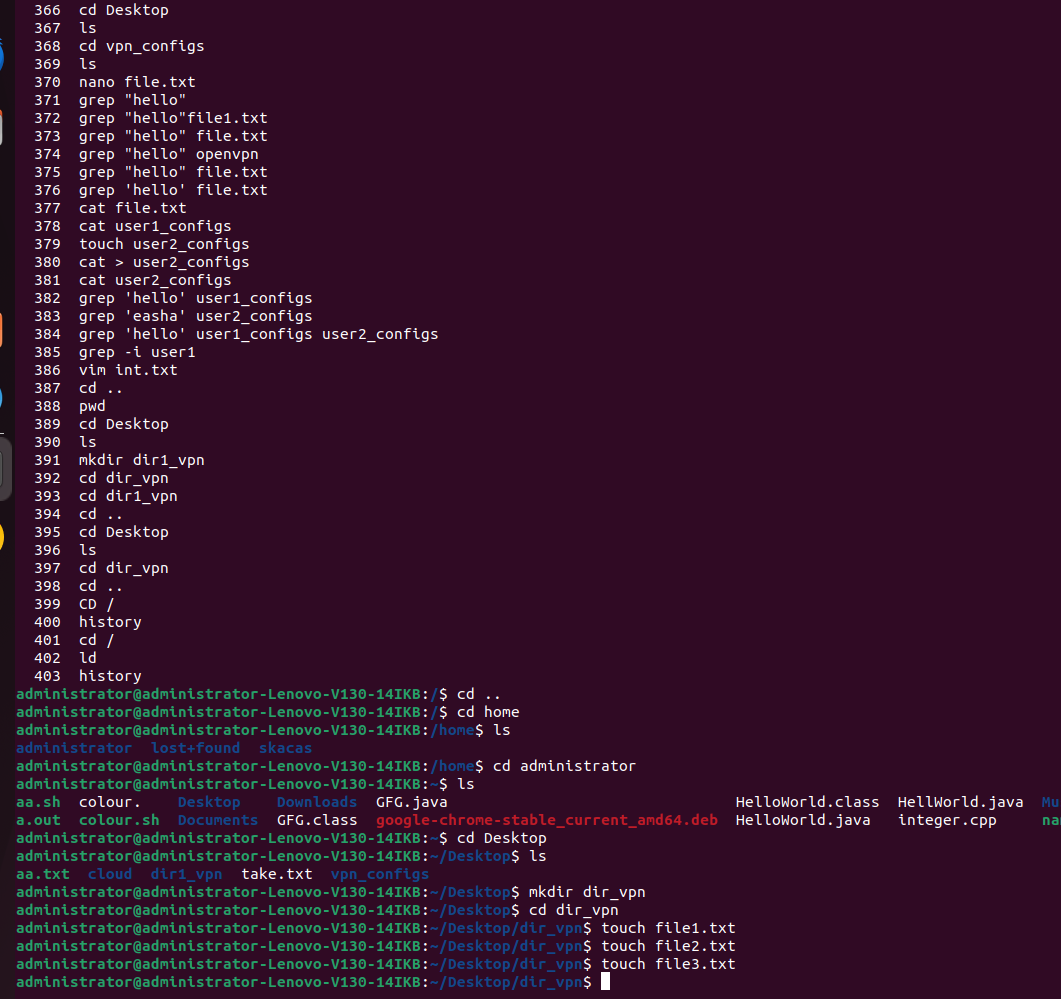 366  cd Desktop
367  ls
368  cd vpn_configs
369  ls
370  nano file.txt
371  grep "hello"
372  grep "hello"file1.txt
373  grep "hello" file.txt
374  grep "hello" openvpn
375  grep "hello" file.txt
376  grep 'hello' file.txt
377  cat file.txt
378  cat user1_configs
379  touch user2_configs
380  cat > user2_configs
381  cat user2_configs
382  grep 'hello' user1_configs
383  grep 'easha' user2_configs
384  grep 'hello' user1_configs user2_configs
385  grep -i user1
386  vim int.txt
387  cd ..
388  pwd
389  cd Desktop
390  ls
391  mkdir dir1_vpn
392  cd dir_vpn
393  cd dir1_vpn
394  cd ..
395  cd Desktop
396  ls
397  cd dir_vpn
398  cd ..
399  CD /
400  history
401  cd /
402  ld
403  history
administrator@administrator-Lenovo-V130-14IKB:/$ cd ..
administrator@administrator-Lenovo-V130-14IKB:/$ cd home
administrator@administrator-Lenovo-V130-14IKB:/home$ ls
administrator  lost+found  skacas
administrator@administrator-Lenovo-V130-14IKB:/home$ cd administrator
administrator@administrator-Lenovo-V130-14IKB:~$ ls
aa.sh  colour.  Desktop  Downloads  GFG.java  HelloWorld.class  HellWorld.java  Mu
a.out  colour.sh  Documents  GFG.class  google-chrome-stable_current_amd64.deb  HelloWorld.java  integer.cpp  na
administrator@administrator-Lenovo-V130-14IKB:~$ cd Desktop
administrator@administrator-Lenovo-V130-14IKB:~/Desktop$ ls
aa.txt  cloud  dir1_vpn  take.txt  vpn_configs
administrator@administrator-Lenovo-V130-14IKB:~/Desktop$ mkdir dir_vpn
administrator@administrator-Lenovo-V130-14IKB:~/Desktop$ cd dir_vpn
administrator@administrator-Lenovo-V130-14IKB:~/Desktop/dir_vpn$ touch file1.txt
administrator@administrator-Lenovo-V130-14IKB:~/Desktop/dir_vpn$ touch file2.txt
administrator@administrator-Lenovo-V130-14IKB:~/Desktop/dir_vpn$ touch file3.txt
administrator@administrator-Lenovo-V130-14IKB:~/Desktop/dir_vpn$